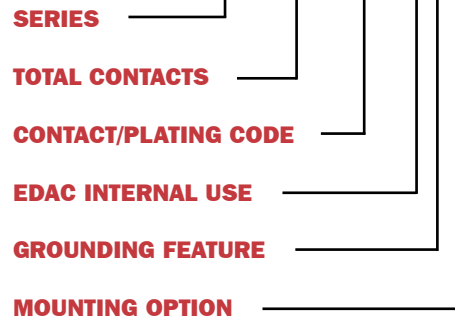 SERIES
TOTAL CONTACTS
CONTACT/PLATING CODE
EDAC INTERNAL USE
GROUNDING FEATURE
MOUNTING OPTION